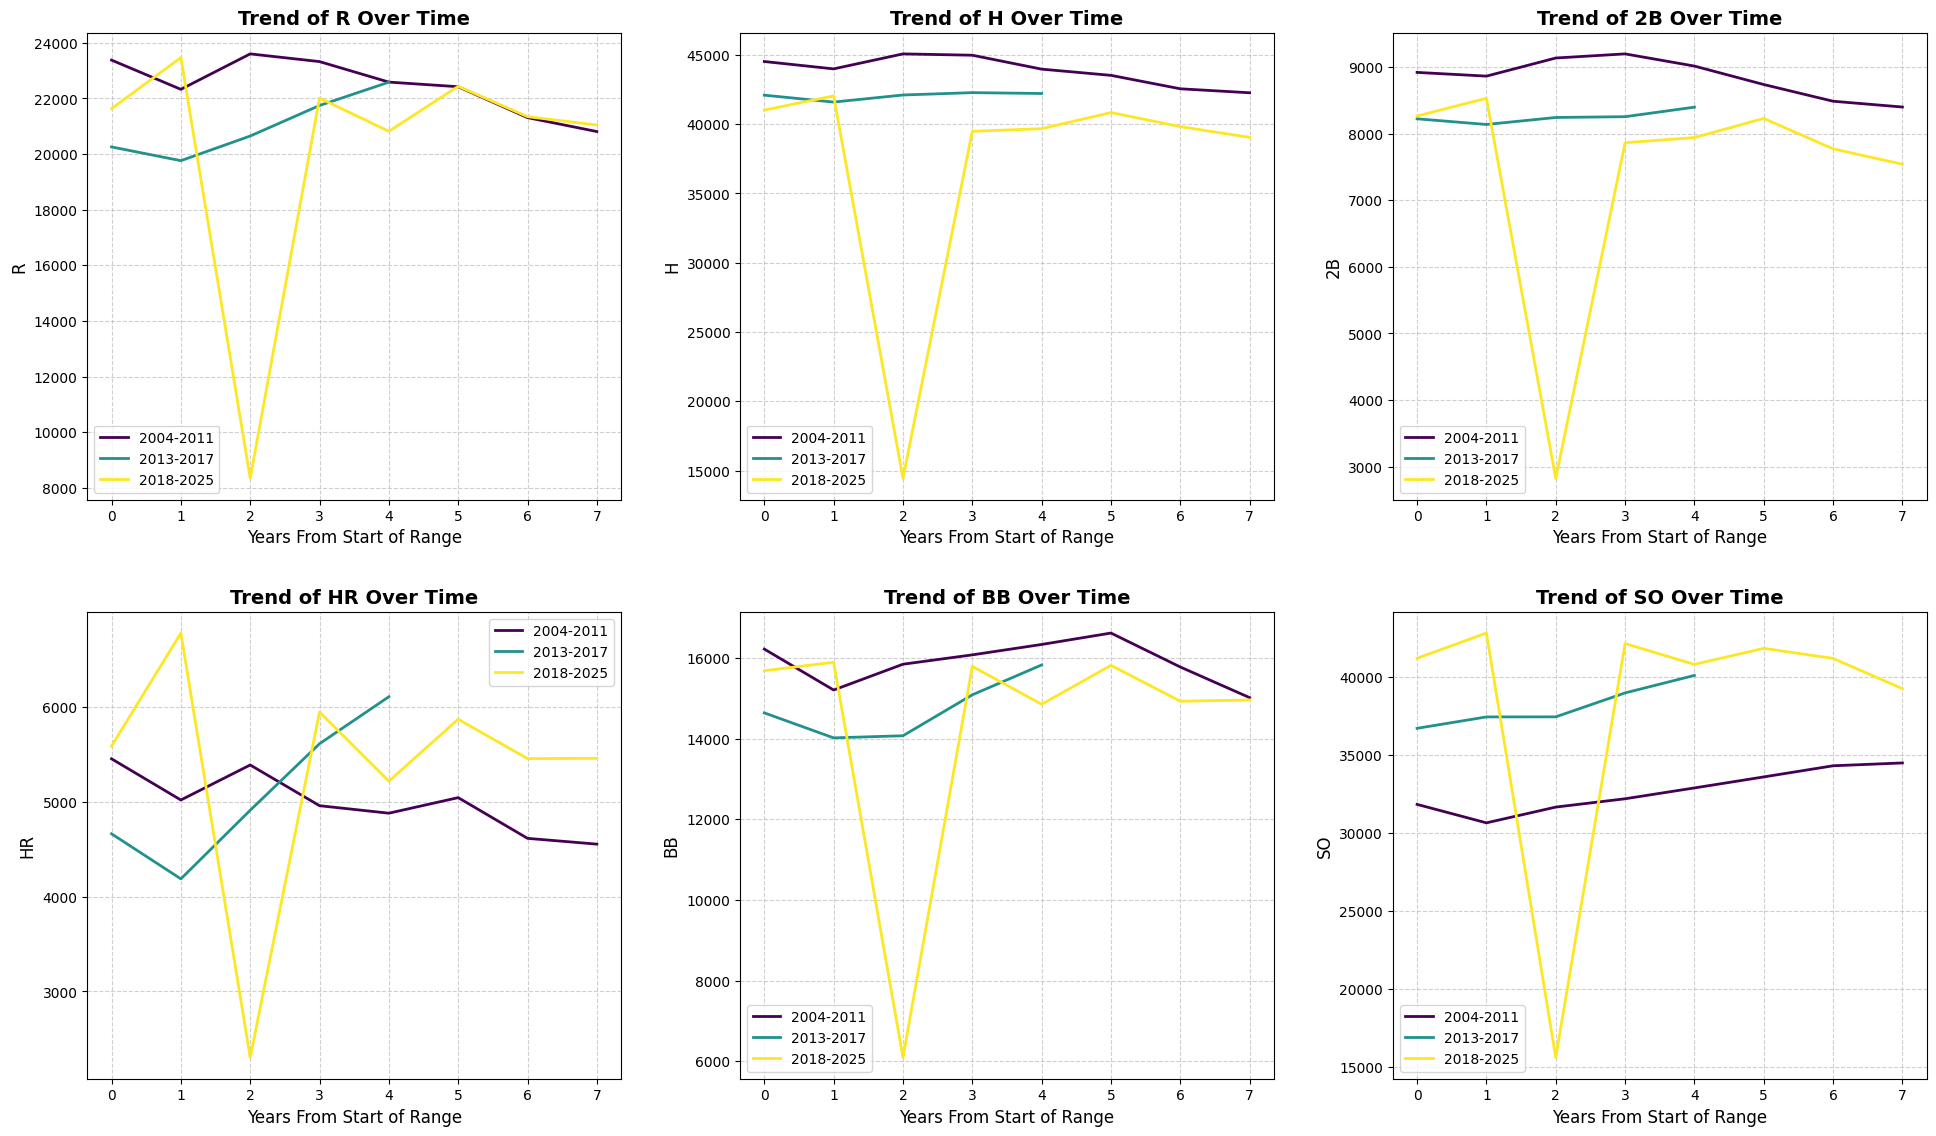 Trend of R Over Time
24000
22000
20000
18000
16000
14000
12000
10000
8000
R
2004-2011
2013-2017
2018-2025
0 1 2 3 4 5 6 7
Years From Start of Range
Trend of H Over Time
45000
40000
35000
30000
25000
20000
15000
H
2004-2011
2013-2017
2018-2025
0 1 2 3 4 5 6 7
Years From Start of Range
Trend of 2B Over Time
9000
8000
7000
6000
5000
4000
3000
2B
2004-2011
2013-2017
2018-2025
0 1 2 3 4 5 6 7
Years From Start of Range
Trend of HR Over Time
6000
5000
4000
3000
HR
2004-2011
2013-2017
2018-2025
0 1 2 3 4 5 6 7
Years From Start of Range
Trend of BB Over Time
16000
14000
12000
10000
8000
6000
BB
2004-2011
2013-2017
2018-2025
0 1 2 3 4 5 6 7
Years From Start of Range
Trend of SO Over Time
40000
35000
30000
25000
20000
15000
SO
2004-2011
2013-2017
2018-2025
0 1 2 3 4 5 6 7
Years From Start of Range